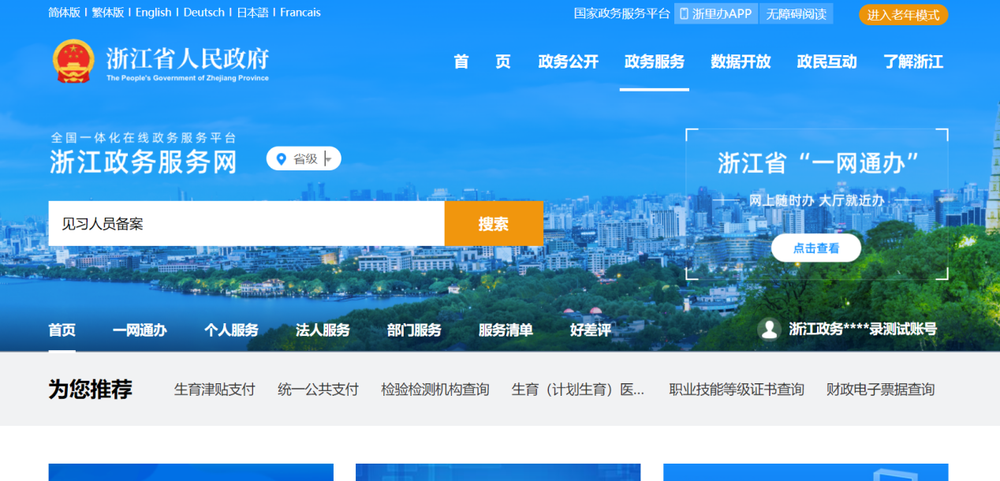 简体版 | 繁体版 | English | Deutsch | 日本語 | Francais
国家政务服务平台 浙里办APP 无障碍阅读 进入老年模式
浙江省人民政府
The People's Government of Zhejiang Province
首 页 政务公开 政务服务 数据开放 政民互动 了解浙江
全国一体化在线政务服务平台
浙江政务服务网
省级
浙江省“一网通办”
网上随时办 大厅就近办
点击查看
见习人员备案
搜索
首页 一网通办 个人服务 法人服务 部门服务 服务清单 好差评
浙江政务****录测试账号
为您推荐
生育津贴支付 统一公共支付 检验检测机构查询 生育（计划生育）医... 职业技能等级证书查询 财政电子票据查询